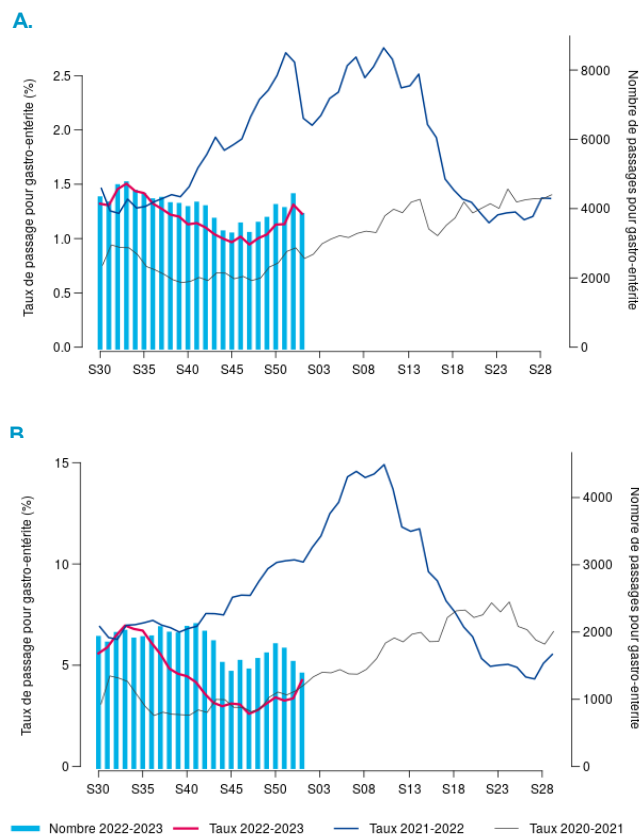 A.
Taux de passage pour gastro-entérite (%)
2.5
2.0
1.5
1.0
0.5
0.0
8000
6000
4000
2000
0
Nombre de passages pour
gastro-entérite
S30 S35 S40 S45 S50 S03 S08 S13 S18 S23 S28
B
Taux de passage pour gastro-entérite (%)
15
10
5
0
4000
3000
2000
1000
0
Nombre de passages pour
gastro-entérite
S30 S35 S40 S45 S50 S03 S08 S13 S18 S23 S28
Nombre 2022-2023 Taux 2022-2023 Taux 2021-2022 Taux 2020-2021